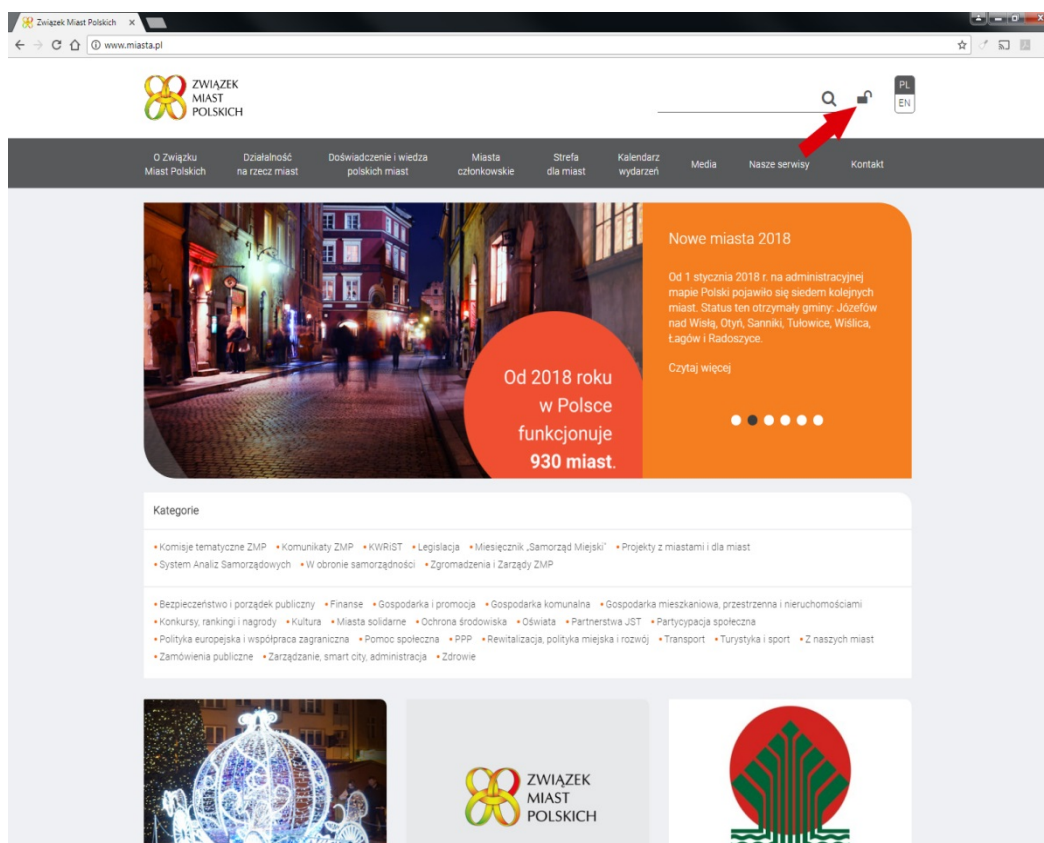 Związek Miast Polskich
www.miasta.pl
ZWIĄZEK
MIAST
POLSKICH
PL
EN
O Związku
Miast Polskich
Działalność
na rzecz miast
Doświadczenie i wiedza
polskich miast
Miasta
członkowskie
Strefa
dla miast
Kalendarz
wydarzeń
Media
Nasze serwisy
Kontakt
Od 2018 roku
w Polsce
funkcjonuje
930 miast.
Nowe miasta 2018
Od 1 stycznia 2018 r. na administracyjnej
mapie Polski pojawiło się siedem kolejnych
miast. Status ten otrzymały gminy: Józefów
nad Wisłą, Otyń, Sanniki, Tułowice, Wiślica,
Łagów i Radoszyce.
Czytaj więcej
Kategorie
• Komisje tematyczne ZMP • Komunikaty ZMP • KWRiST • Legislacja • Miesięcznik „Samorząd Miejski" • Projekty z miastami i dla miast
• System Analiz Samorządowych • W obronie samorządności • Zgromadzenia i Zarządy ZMP
• Bezpieczeństwo i porządek publiczny • Finanse • Gospodarka i promocja • Gospodarka komunalna • Gospodarka mieszkaniowa, przestrzenna i nieruchomościami
• Konkursy, rankingi i nagrody • Kultura • Miasta solidarne • Ochrona środowiska • Oświata • Partnerstwa JST • Partycypacja społeczna
• Polityka europejska i współpraca zagraniczna • Pomoc społeczna • PPP • Rewitalizacja, polityka miejska i rozwój • Transport • Turystyka i sport • Z naszych miast
• Zamówienia publiczne • Zarządzanie, smart city, administracja • Zdrowie
ZWIĄZEK
MIAST
POLSKICH